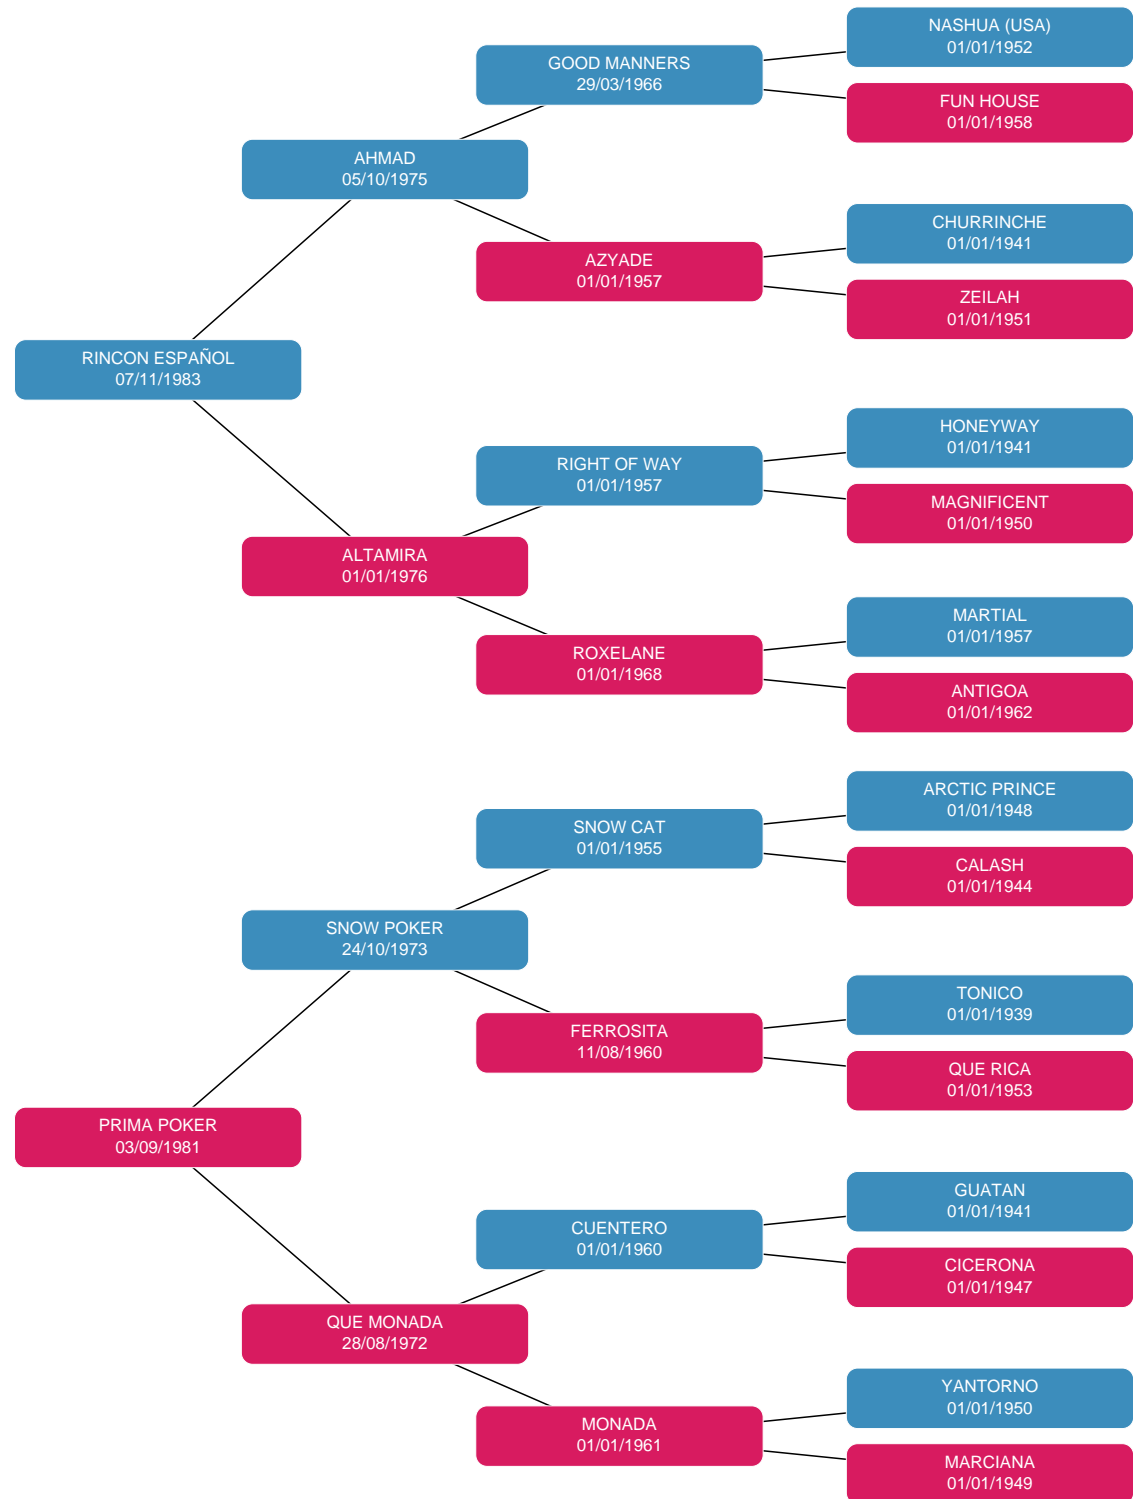 NASHUA (USA)
01/01/1952
GOOD MANNERS
29/03/1966
FUN HOUSE
01/01/1958
AHMAD
05/10/1975
CHURRINCHE
01/01/1941
AZYADE
01/01/1957
ZEILAH
01/01/1951
RINCON ESPAÑOL
07/11/1983
HONEYWAY
01/01/1941
RIGHT OF WAY
01/01/1957
MAGNIFICENT
01/01/1950
ALTAMIRA
01/01/1976
MARTIAL
01/01/1957
ROXELANE
01/01/1968
ANTIGOA
01/01/1962
ARCTIC PRINCE
01/01/1948
SNOW CAT
01/01/1955
CALASH
01/01/1944
SNOW POKER
24/10/1973
TONICO
01/01/1939
FERROSITA
11/08/1960
QUE RICA
01/01/1953
PRIMA POKER
03/09/1981
GUATAN
01/01/1941
CUENTERO
01/01/1960
CICERONA
01/01/1947
QUE MONADA
28/08/1972
YANTORNO
01/01/1950
MONADA
01/01/1961
MARCIANA
01/01/1949